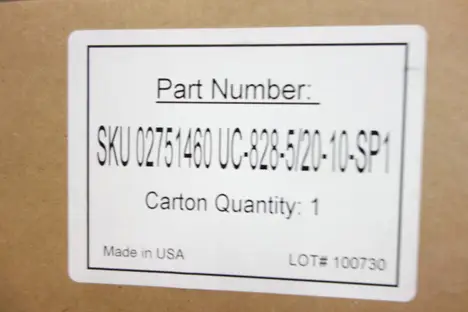 Part Number:
SKU 02751460 UC-828-5/20-10-SP1
Carton Quantity: 1
Made in USA
LOT# 100730